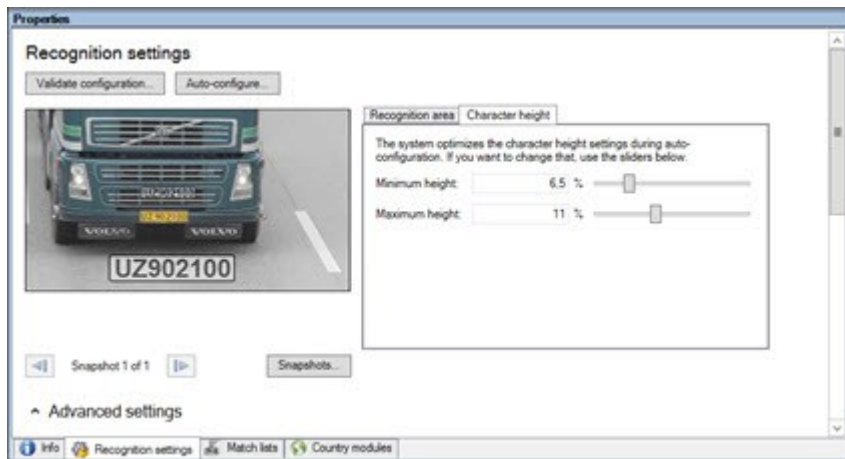 Properties
Recognition settings
Validate configuration...
Auto-configure...
Recognition area
Character height
The system optimizes the character height settings during auto-
configuration. If you want to change that, use the sliders below.
Minimum height:
6.5 %
Maximum height:
11 %
VOLVO VOLVO
UZ902100
Snapshot 1 of 1
Snapshots...
Advanced settings
Info
Recognition settings
Match lists
Country modules